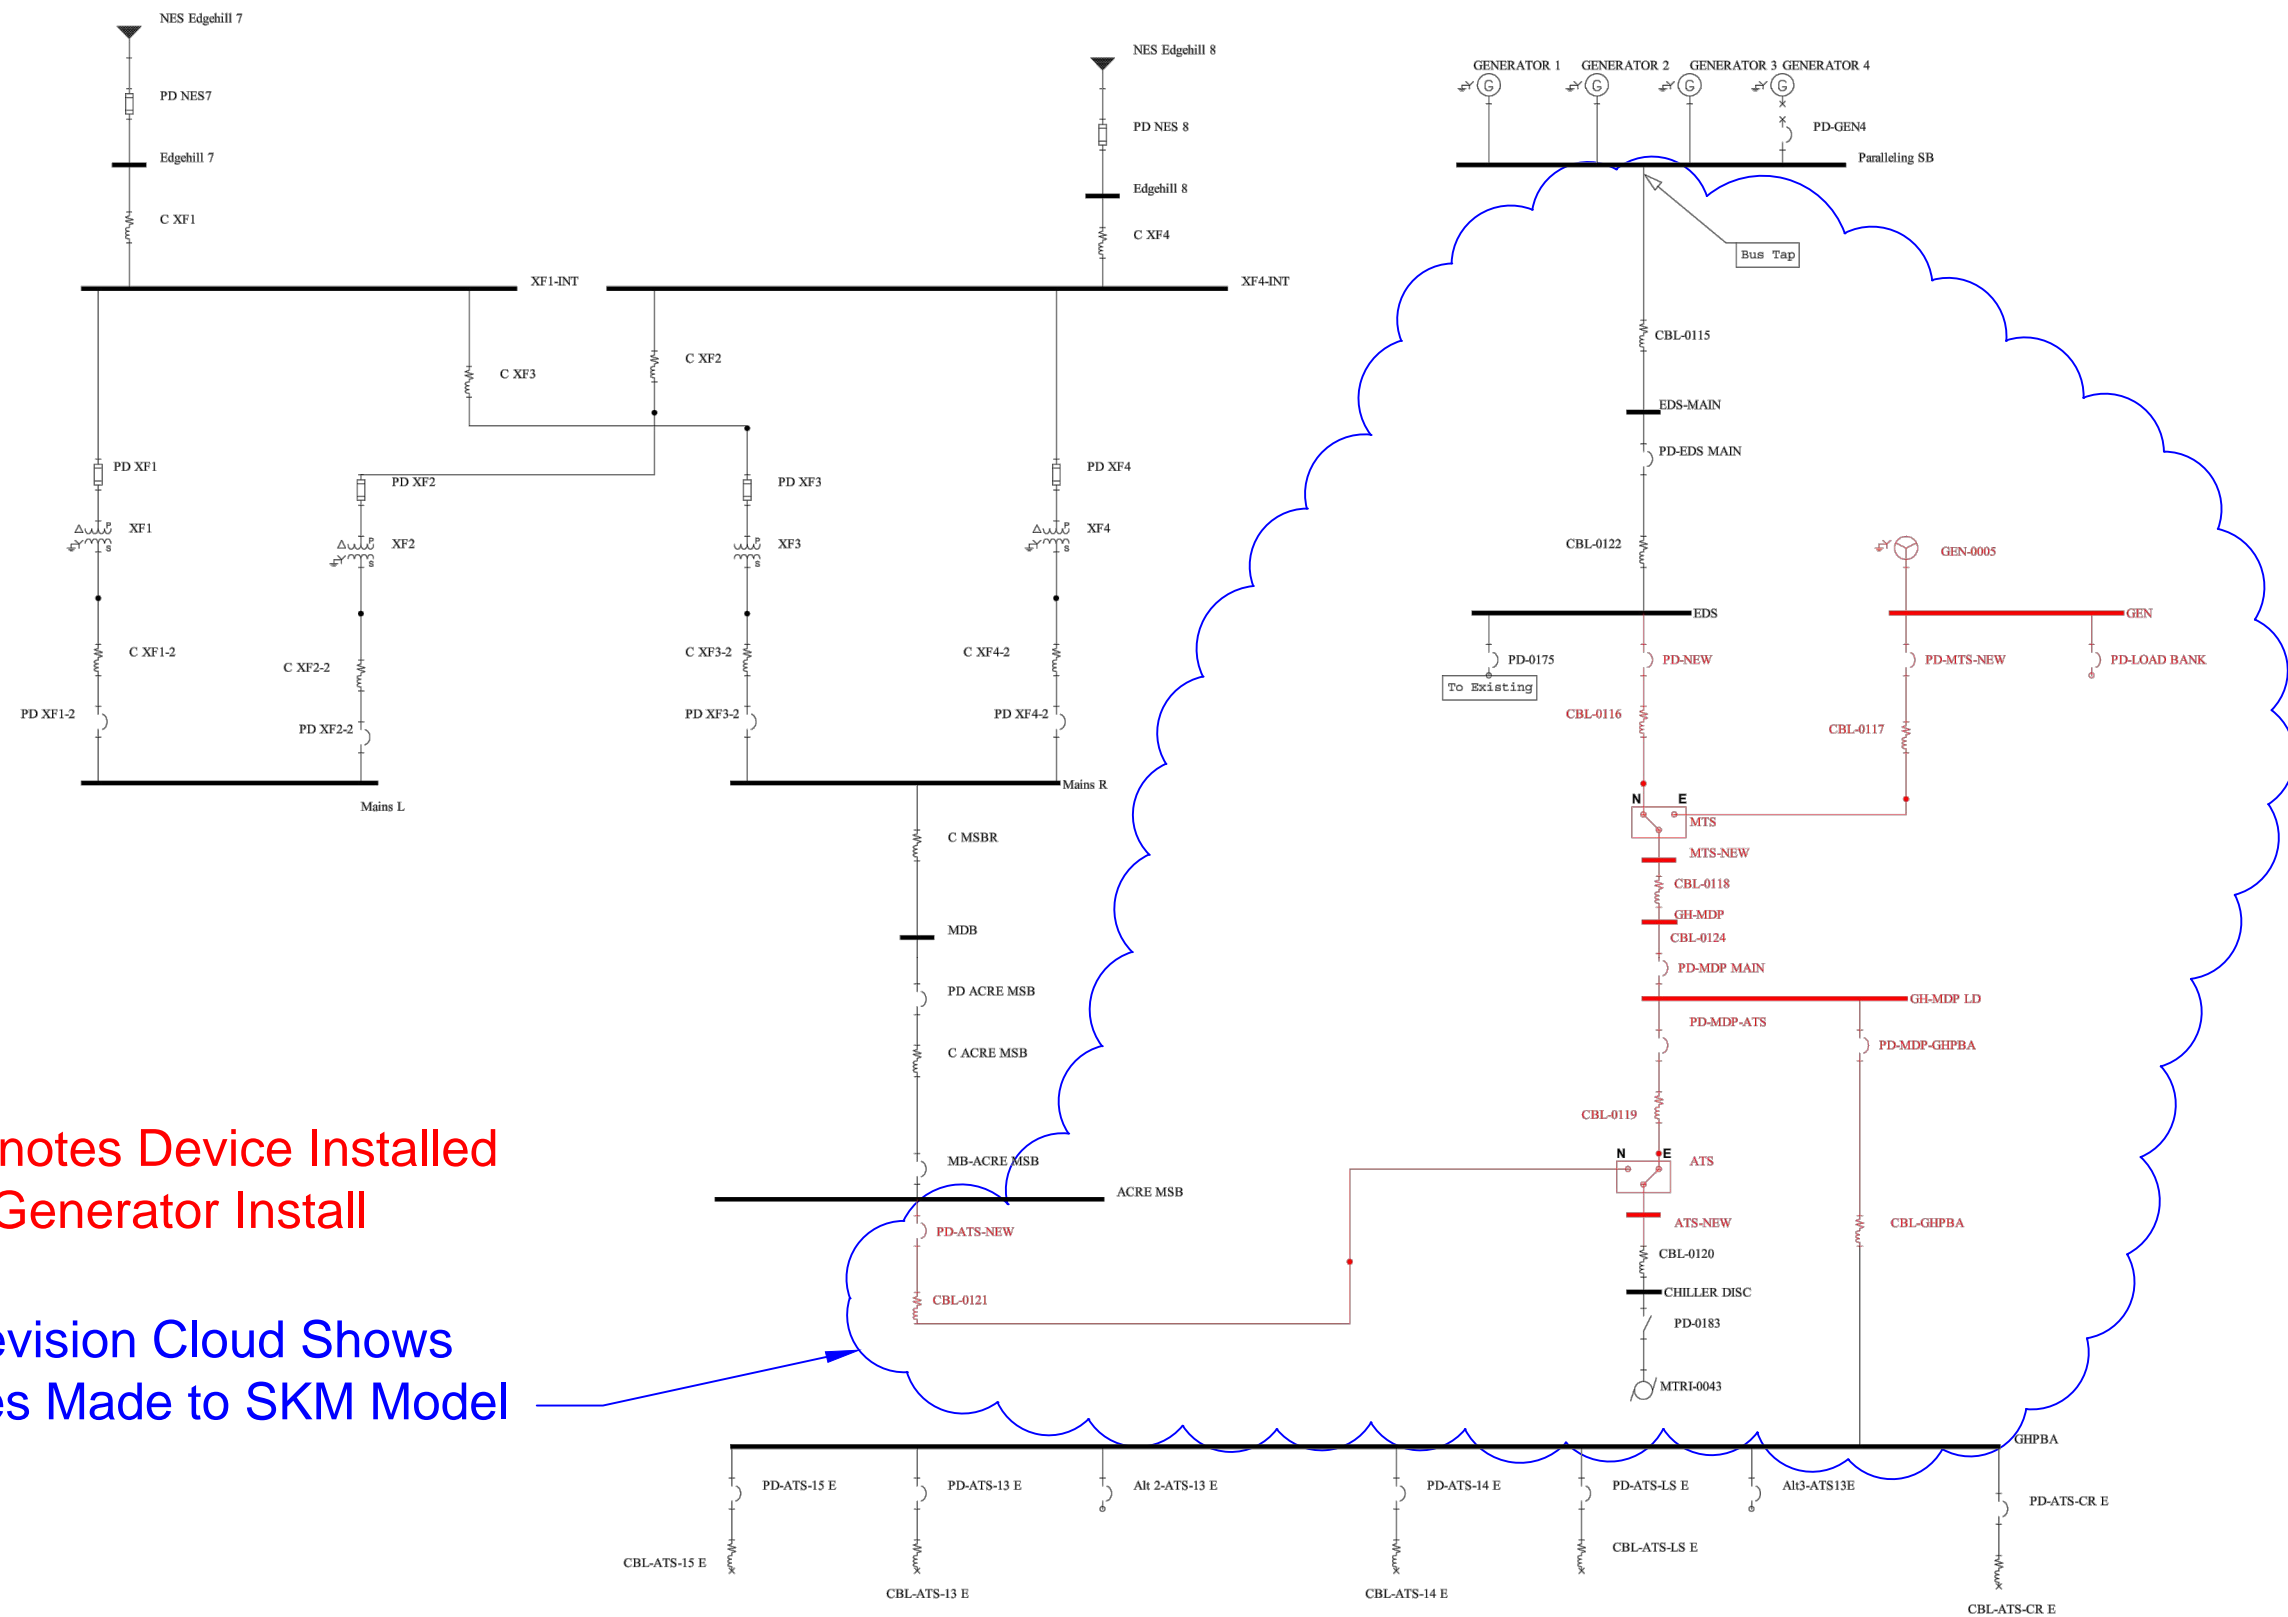 NES Edgehill 7
NES Edgehill 8
GENERATOR 1
GENERATOR 2
GENERATOR 3
GENERATOR 4
G
G
G
G
PD NES7
PD NES 8
PD-GEN4
Edgehill 7
Paralleling SB
Edgehill 8
C XF1
C XF4
Bus Tap
XF1-INT
XF4-INT
CBL-0115
C XF2
C XF3
EDS-MAIN
PD-EDS MAIN
PD XF1
PD XF2
PD XF3
PD XF4
P
XF1
S
P
XF2
S
P
XF3
S
P
XF4
S
CBL-0122
GEN-0005
EDS
GEN
C XF1-2
C XF2-2
C XF3-2
C XF4-2
PD-0175
PD-NEW
PD-MTS-NEW
PD-LOAD BANK
To Existing
PD XF1-2
PD XF2-2
PD XF3-2
PD XF4-2
CBL-0116
CBL-0117
Mains L
Mains R
N
E
MTS
C MSBR
MTS-NEW
CBL-0118
GH-MDP
MDB
CBL-0124
PD-MDP MAIN
PD ACRE MSB
GH-MDP LD
PD-MDP-ATS
C ACRE MSB
PD-MDP-GHPBA
CBL-0119
notes Device Installed
Generator Install
MB-ACRE MSB
N
E
ATS
ACRE MSB
PD-ATS-NEW
ATS-NEW
CBL-GHPBA
CBL-0120
CBL-0121
CHILLER DISC
PD-0183
evision Cloud Shows
es Made to SKM Model
MTRI-0043
GHPBA
PD-ATS-15 E
PD-ATS-13 E
Alt 2-ATS-13 E
PD-ATS-14 E
PD-ATS-LS E
Alt3-ATS13E
PD-ATS-CR E
CBL-ATS-15 E
CBL-ATS-13 E
CBL-ATS-14 E
CBL-ATS-LS E
CBL-ATS-CR E